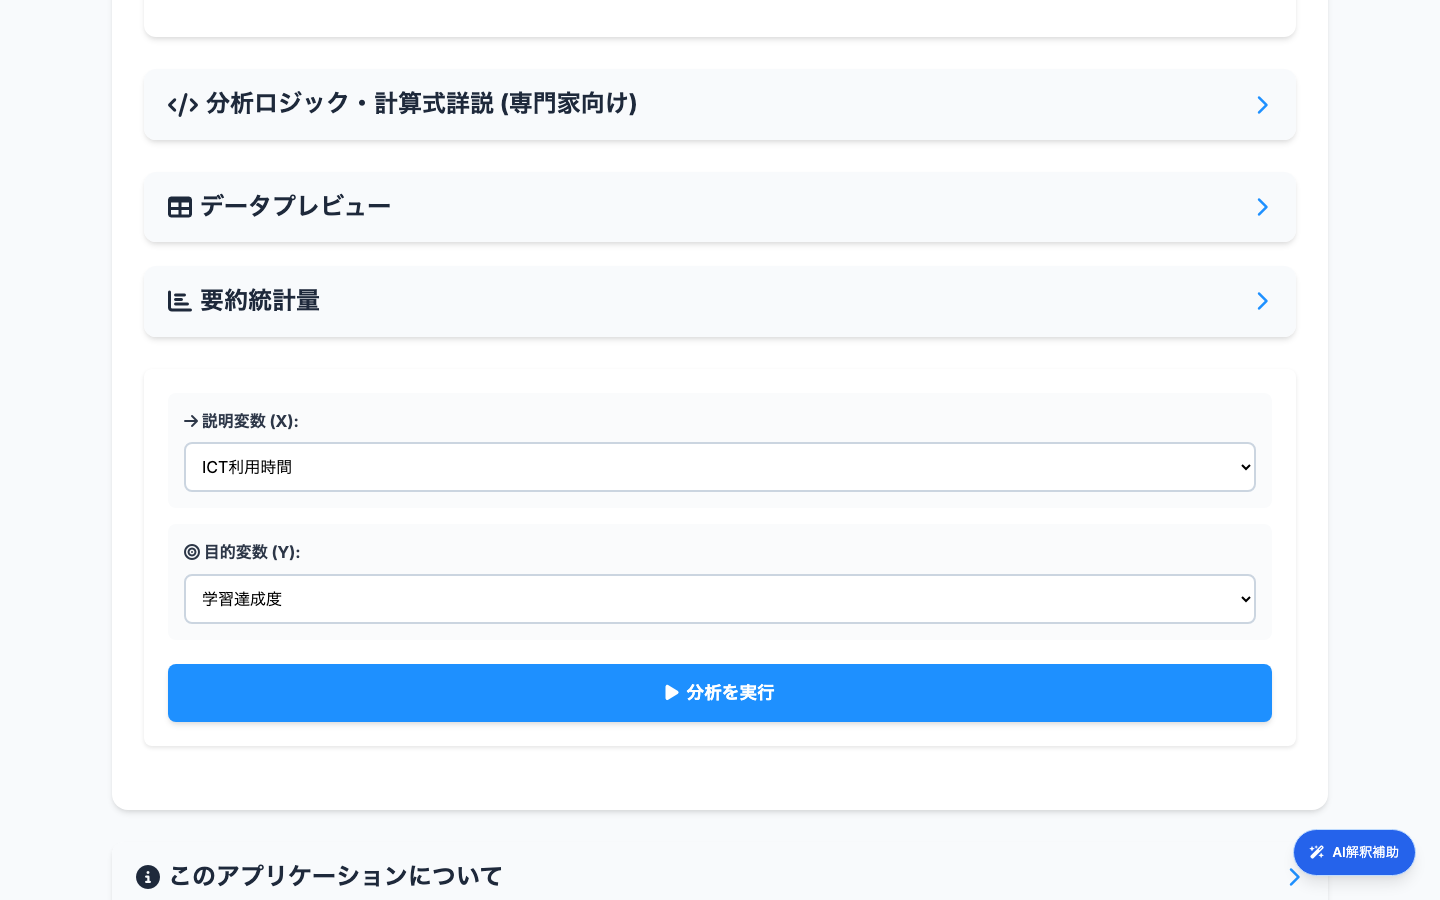 分析ロジック・計算式詳説 (専門家向け)
データプレビュー
要約統計量
説明変数 (X):
ICT利用時間
目的変数 (Y):
学習達成度
分析を実行
AI解釈補助
このアプリケーションについて